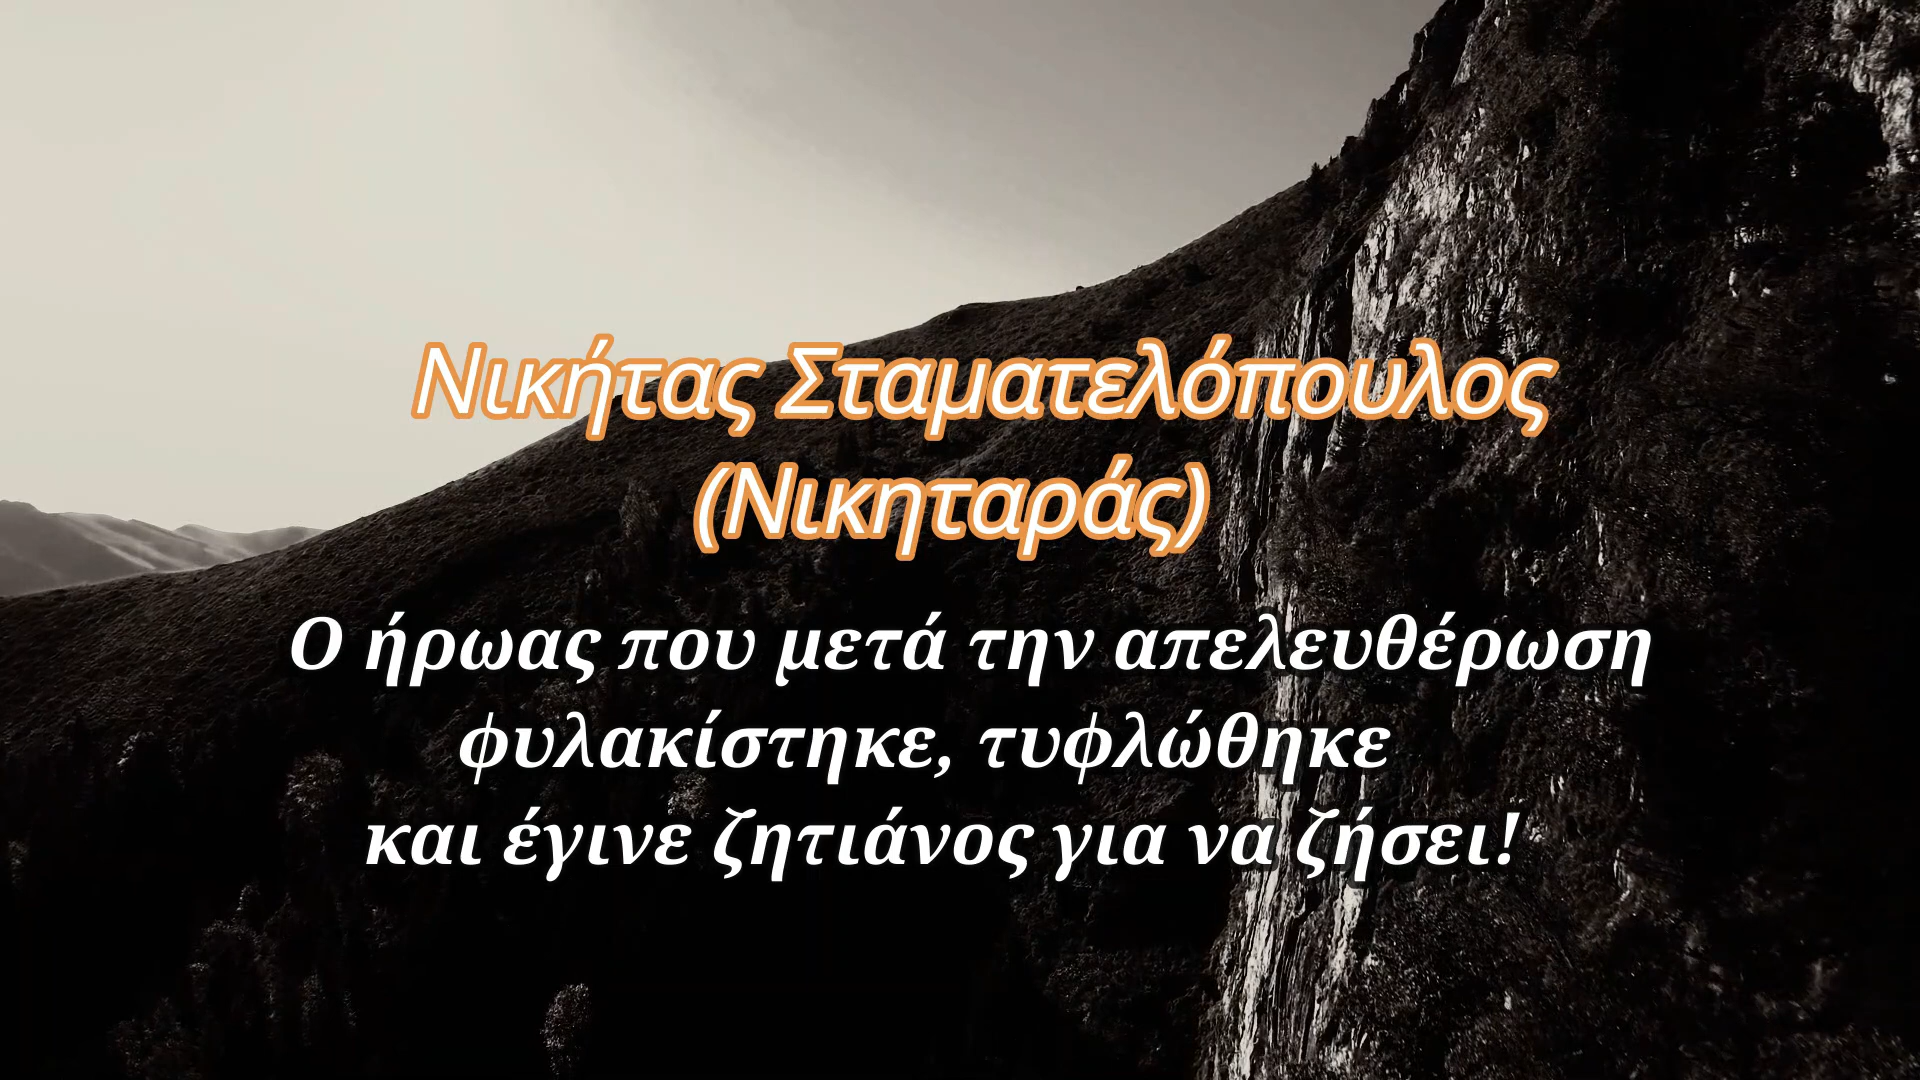 Νικήτας Σταματελόπουλος
(Νικηταράς)
Ο ήρωας που μετά την απελευθέρωση
φυλακίστηκε, τυφλώθηκε
και έγινε ζητιάνος για να ζήσει!